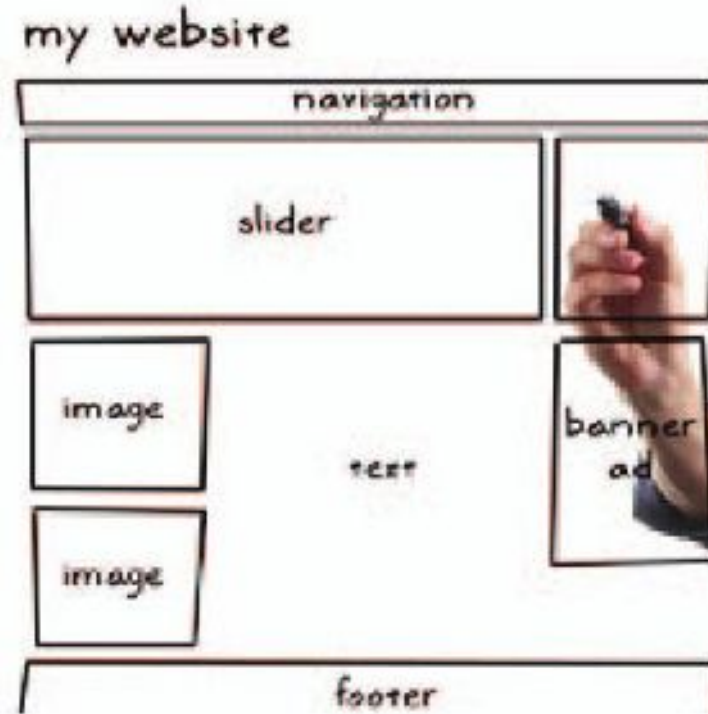 my website
navigation
slider
image
text
banner
ad
image
footer